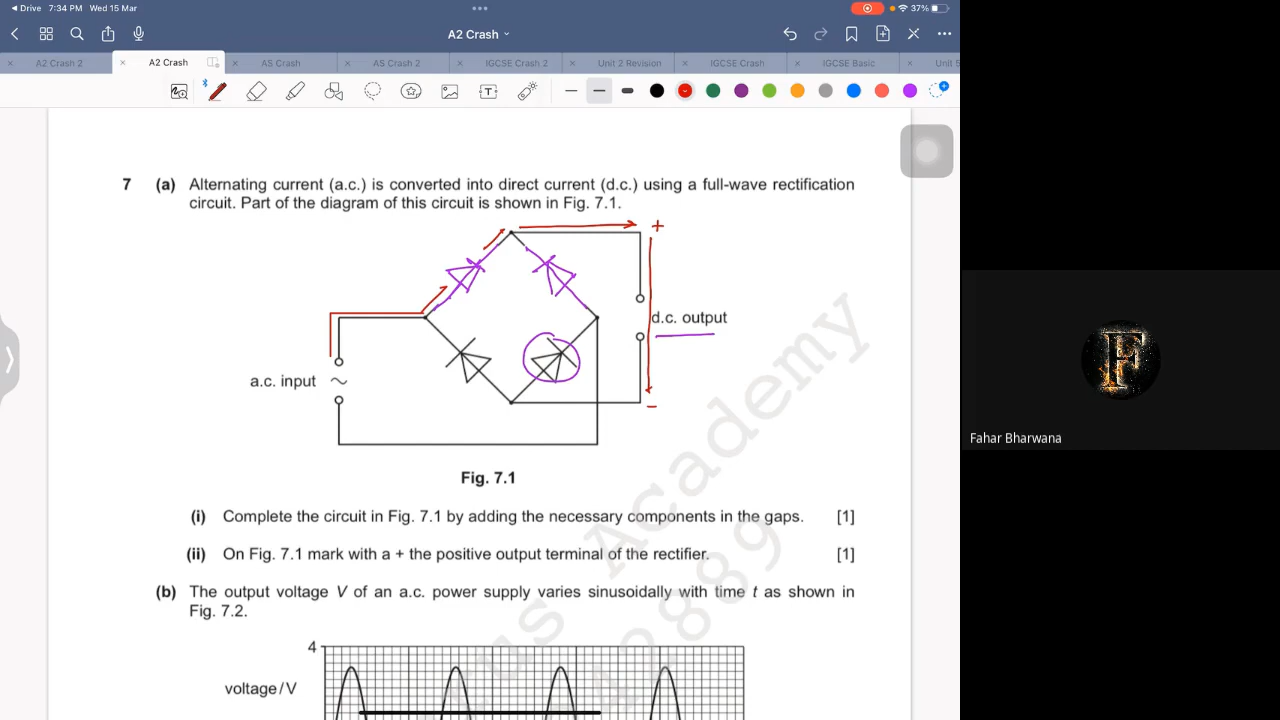 Drive 7:34 PM Wed 15 Mar 37%
A2 Crash
A2 Crash 2 A2 Crash AS Crash AS Crash 2 IGCSE Crash 2 Unit 2 Revision IGCSE Crash IGCSE Basic Unit 5
7 (a) Alternating current (a.c.) is converted into direct current (d.c.) using a full-wave rectification
circuit. Part of the diagram of this circuit is shown in Fig. 7.1.
+
d.c. output
a.c. input ~
−
Fig. 7.1
(i) Complete the circuit in Fig. 7.1 by adding the necessary components in the gaps. [1]
(ii) On Fig. 7.1 mark with a + the positive output terminal of the rectifier. [1]
(b) The output voltage V of an a.c. power supply varies sinusoidally with time t as shown in
Fig. 7.2.
4
voltage/V
Academy
42889
F
Fahar Bharwana